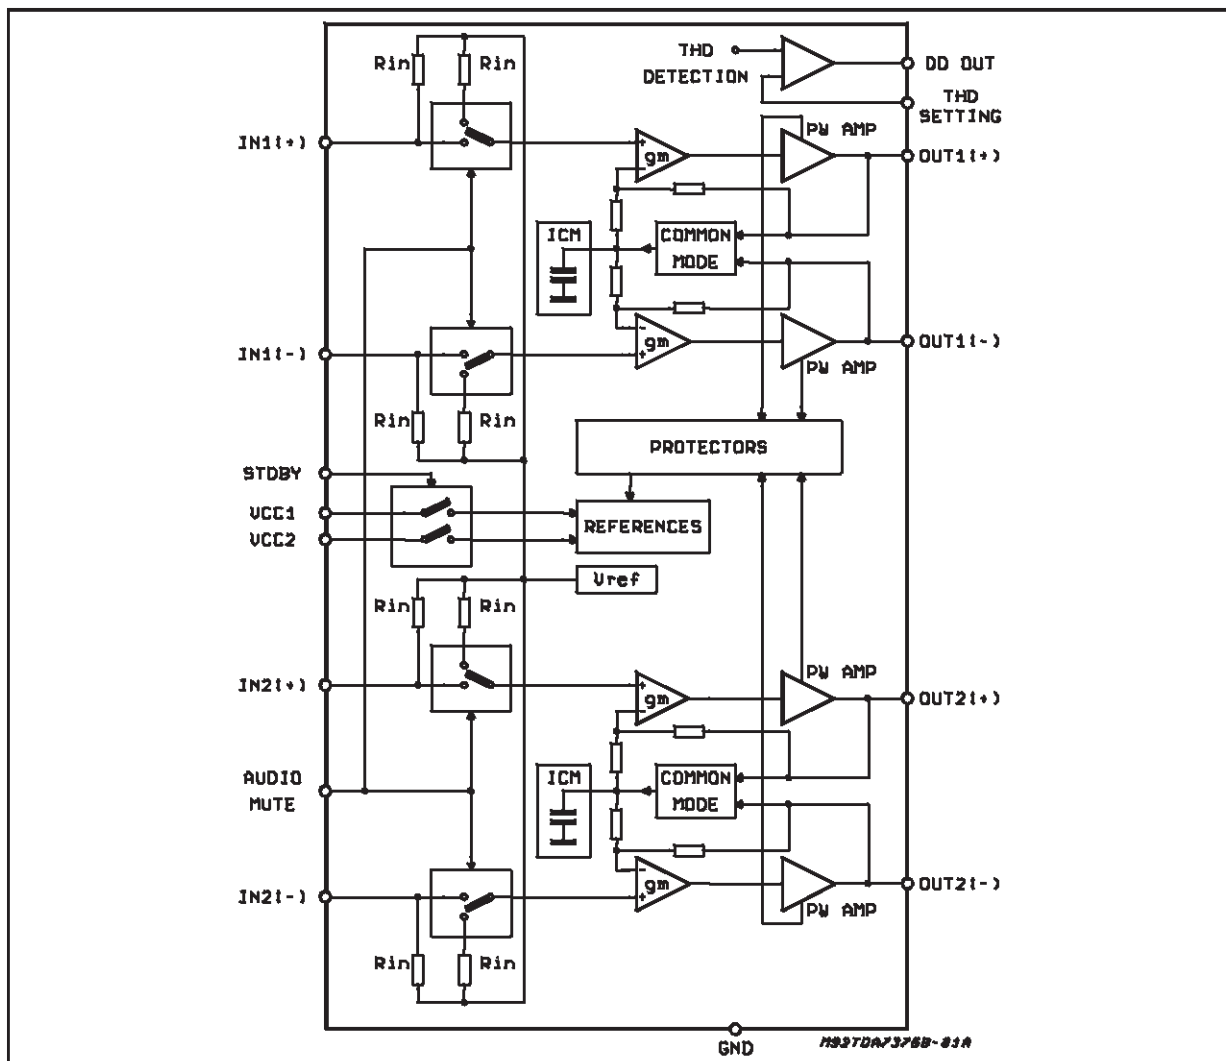 Rin
Rin
THD
DETECTION
DD OUT
THD
SETTING
IN1(+)
PW AMP
gm
OUT1(+)
ICM
COMMON
MODE
IN1(-)
gm
OUT1(-)
PW AMP
Rin
Rin
PROTECTORS
STDBY
VCC1
VCC2
REFERENCES
Vref
Rin
Rin
PW AMP
IN2(+)
gm
OUT2(+)
AUDIO
MUTE
ICM
COMMON
MODE
IN2(-)
gm
OUT2(-)
PW AMP
Rin
Rin
GND
M92TDA7376B-01A